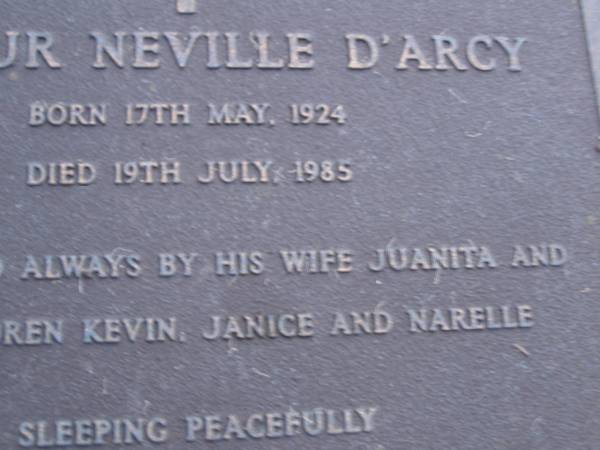 UR NEVILLE D'ARCY
BORN 17TH MAY, 1924
DIED 19TH JULY, 1985
ALWAYS BY HIS WIFE JUANITA AND
REN KEVIN, JANICE AND NARELLE
SLEEPING PEACEFULLY